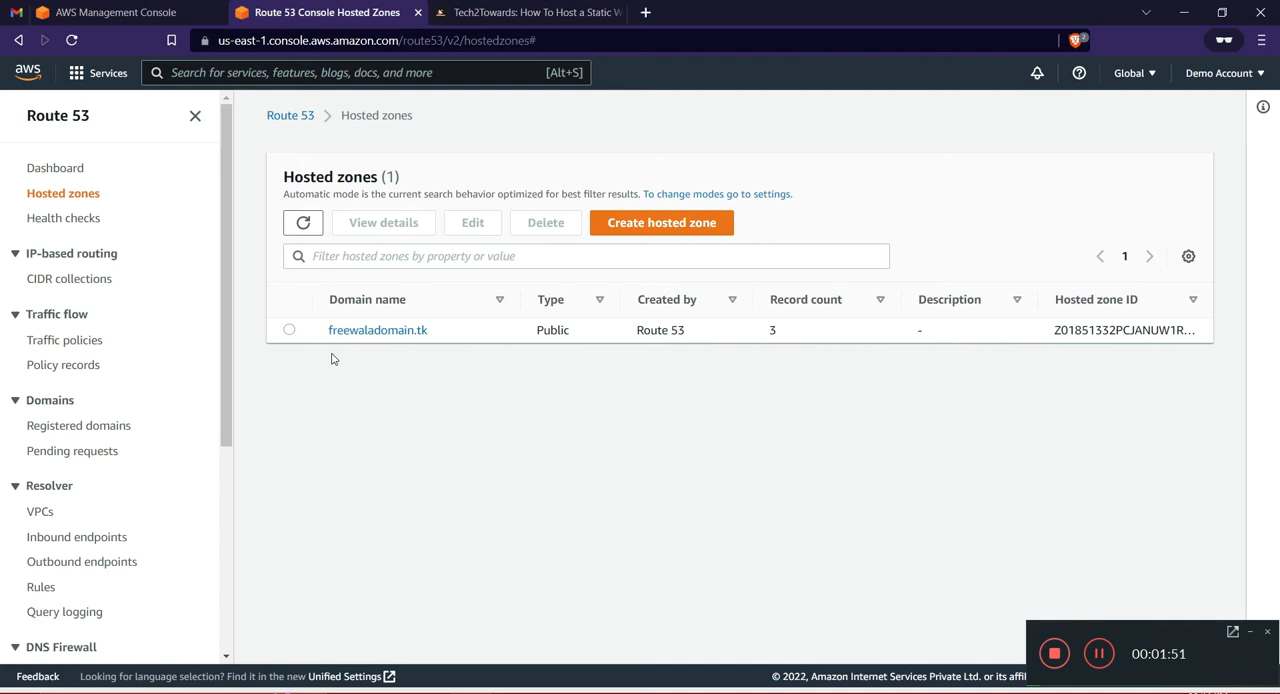 AWS Management Console
Route 53 Console Hosted Zones
Tech2Towards: How To Host a Static W
us-east-1.console.aws.amazon.com/route53/v2/hostedzones#
2
aws
Services
Search for services, features, blogs, docs, and more
[Alt+S]
Global
Demo Account
Route 53
Dashboard
Hosted zones
Health checks
IP-based routing
CIDR collections
Traffic flow
Traffic policies
Policy records
Domains
Registered domains
Pending requests
Resolver
VPCs
Inbound endpoints
Outbound endpoints
Rules
Query logging
DNS Firewall
Route 53 > Hosted zones
Hosted zones (1)
Automatic mode is the current search behavior optimized for best filter results. To change modes go to settings.
View details
Edit
Delete
Create hosted zone
Filter hosted zones by property or value
1
Domain name Type Created by Record count Description Hosted zone ID
freewaladomain.tk Public Route 53 3 - Z01851332PCJANUW1R...
00:01:51
Feedback
Looking for language selection? Find it in the new Unified Settings
© 2022, Amazon Internet Services Private Ltd. or its affil